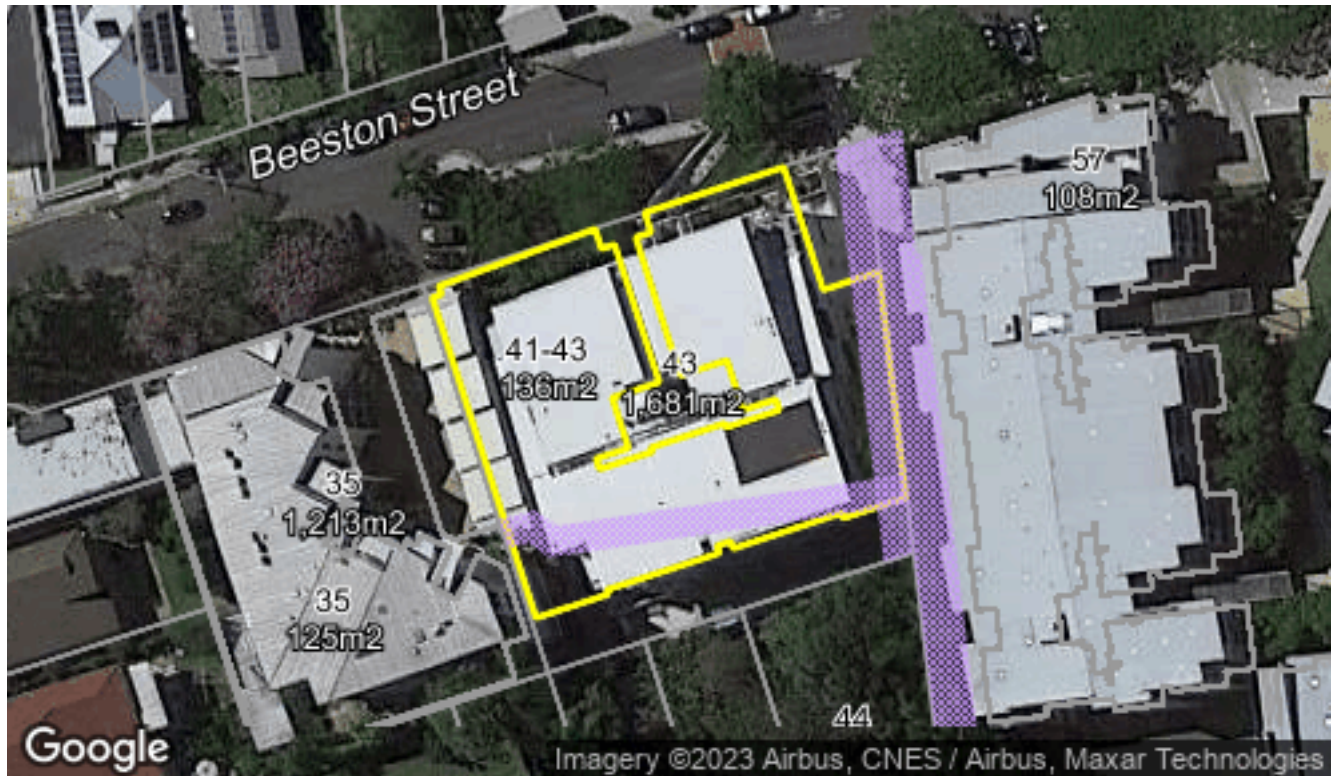 Beeston Street
57
108m2
.41-43
136m2
43
1,681m2
35
1,213m2
35
125m2
44
Google
Imagery ©2023 Airbus, CNES / Airbus, Maxar Technologies